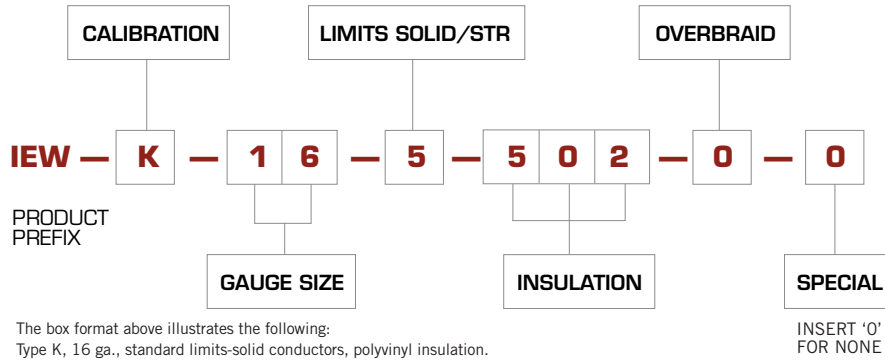 CALIBRATION LIMITS SOLID/STR OVERBRAID
IEW — K — 1 6 — 5 — 5 0 2 — 0 — 0
PRODUCT
PREFIX
GAUGE SIZE INSULATION SPECIAL
The box format above illustrates the following:
Type K, 16 ga., standard limits-solid conductors, polyvinyl insulation.
INSERT ‘0’
FOR NONE